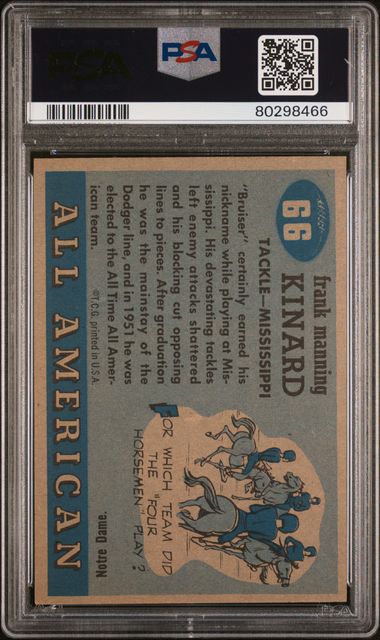 PSA
PSA
80298466
66
frank manning
KINARD
TACKLE—MISSISSIPPI
"Bruiser" certainly earned his
nickname while playing at Mis-
sissippi. His devastating tackles
left enemy attacks shattered
and his blocking cut opposing
lines to pieces. After graduation
he was the mainstay of the
Dodger line, and in 1951 he was
elected to the All Time All Amer-
ican team.
©T.C.G. printed in U.S.A.
FOR WHICH TEAM DID
THE "FOUR
HORSEMEN" PLAY?
Notre Dame.
ALL AMERICAN